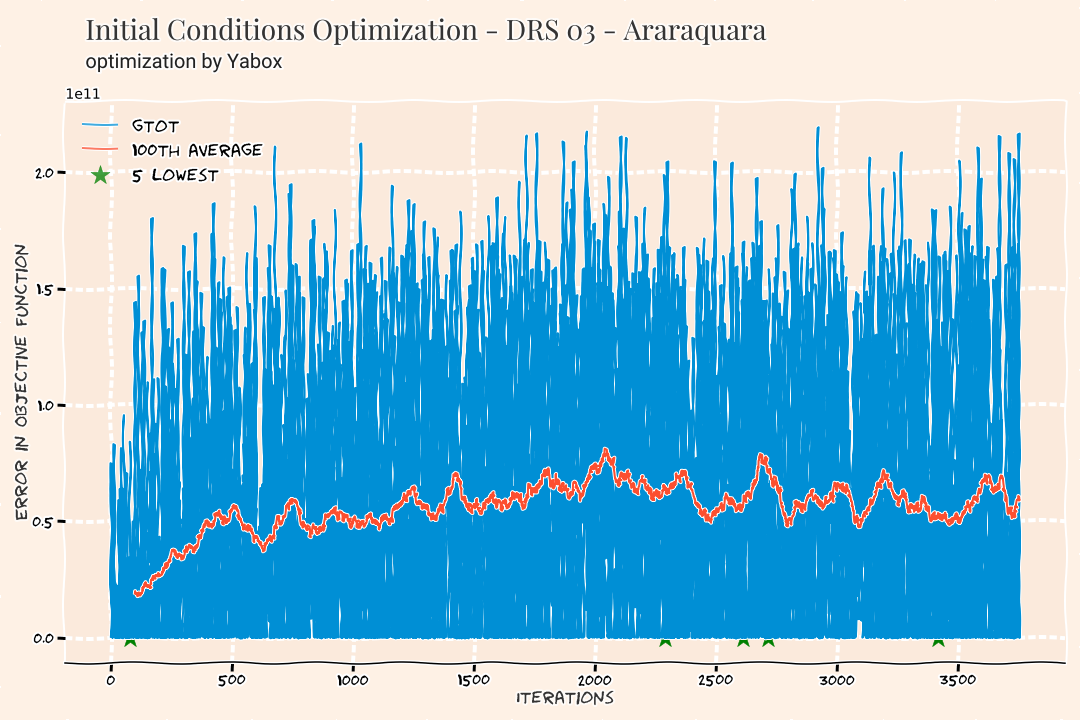 Initial Conditions Optimization - DRS 03 - Araraquara
optimization by Yabox
1e11
GTOT
100TH AVERAGE
5 LOWEST
2.0
1.5
1.0
0.5
0.0
ERROR IN OBJECTIVE FUNCTION
0 500 1000 1500 2000 2500 3000 3500
ITERATIONS